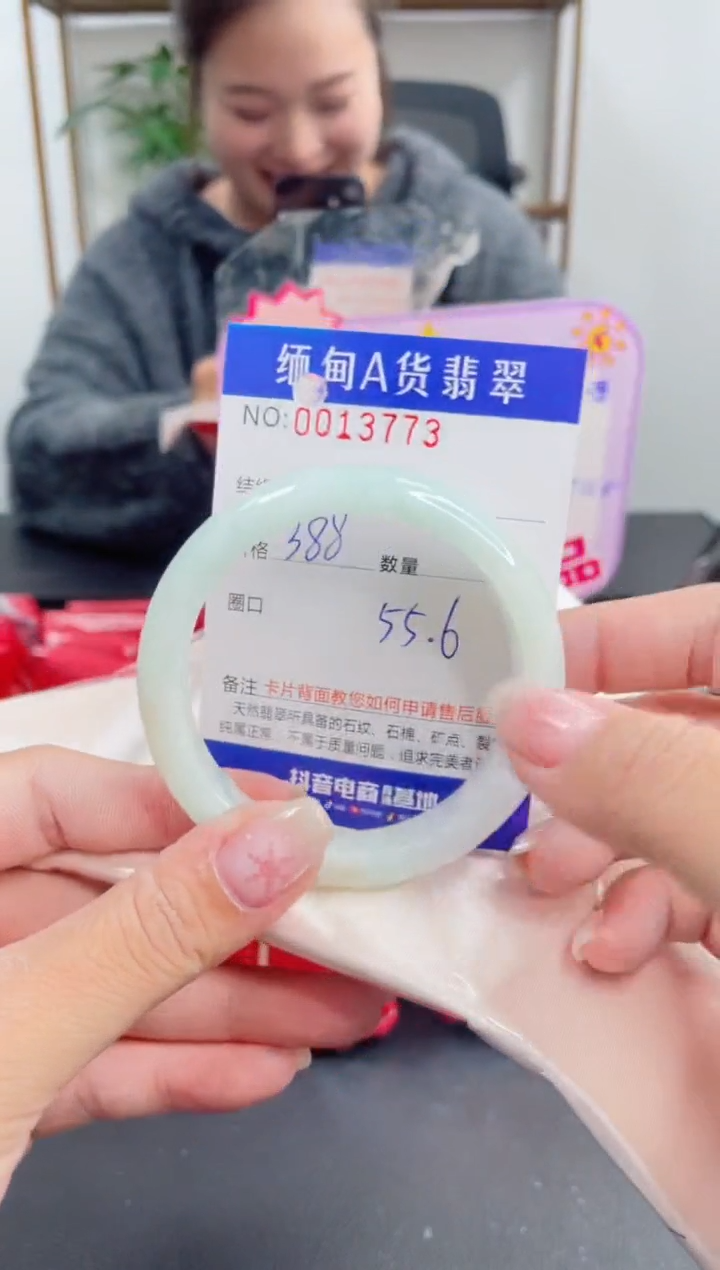 缅甸A货翡翠
NO:0013773
格 388 数量
圈口 55.6
备注 卡片背面教您如何申请售后
天然翡翠所具备的石纹、石棉、矿点、裂
纯属正常,不属于质量问题,追求完美者
抖音电商 基地